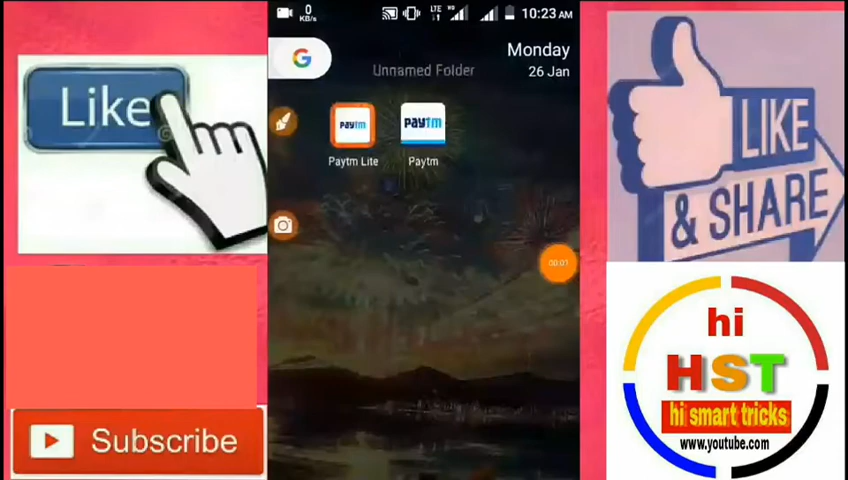 0
KB/s
LTE
10:23 AM
G
Monday
26 Jan
Unnamed Folder
paytm
paytm
Paytm Lite
Paytm
00:01
Like
LIKE
& SHARE
Subscribe
hi
HST
hi smart tricks
www.youtube.com